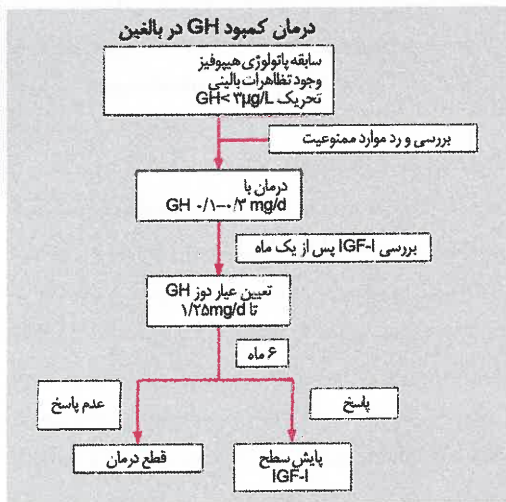 درمان کمبود GH در بالغین
سابقه پاتولوژی هیپوفیز
وجود تظاهرات بالینی
تحریک GH< ۳µg/L
بررسی و رد موارد ممنوعیت
درمان با
GH ۰/۱–۰/۳ mg/d
بررسی IGF-I پس از یک ماه
تعیین عیار دوز GH
تا ۱/۲۵mg/d
۶ ماه
پاسخ
عدم پاسخ
پایش سطح
IGF-I
قطع درمان